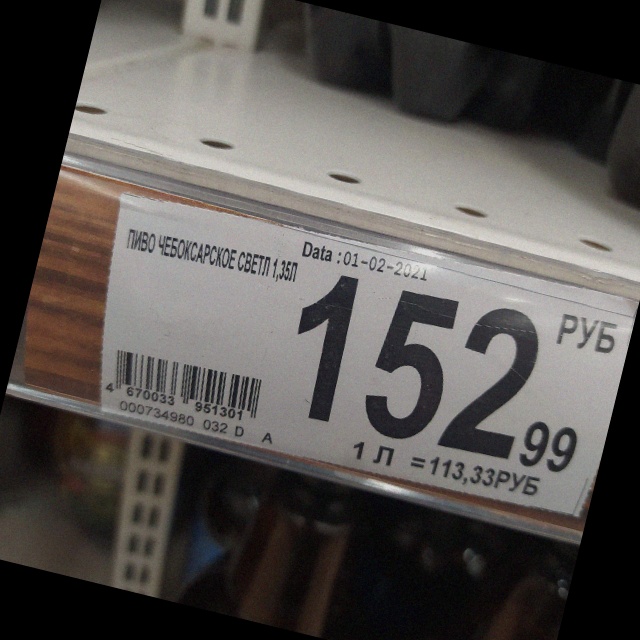 ПИВО ЧЕБОКСАРСКОЕ СВЕТЛ 1,35Л
Data :01-02-2021
152 99
РУБ
1 Л =113,33РУБ
4 670033 951301
000734980 032 D A